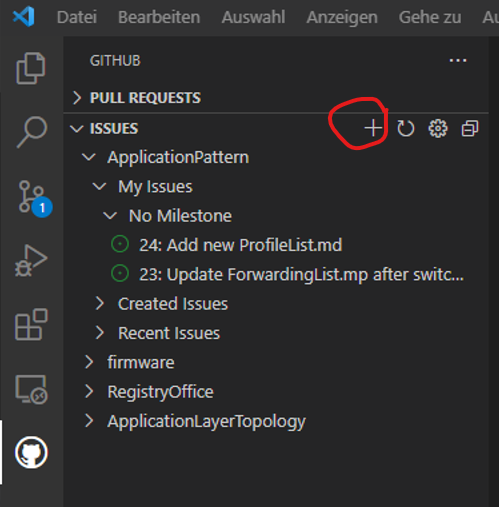 Datei Bearbeiten Auswahl Anzeigen Gehe zu Au
GITHUB
PULL REQUESTS
ISSUES
ApplicationPattern
My Issues
No Milestone
24: Add new ProfileList.md
23: Update ForwardingList.mp after switc...
Created Issues
Recent Issues
firmware
RegistryOffice
ApplicationLayerTopology
1